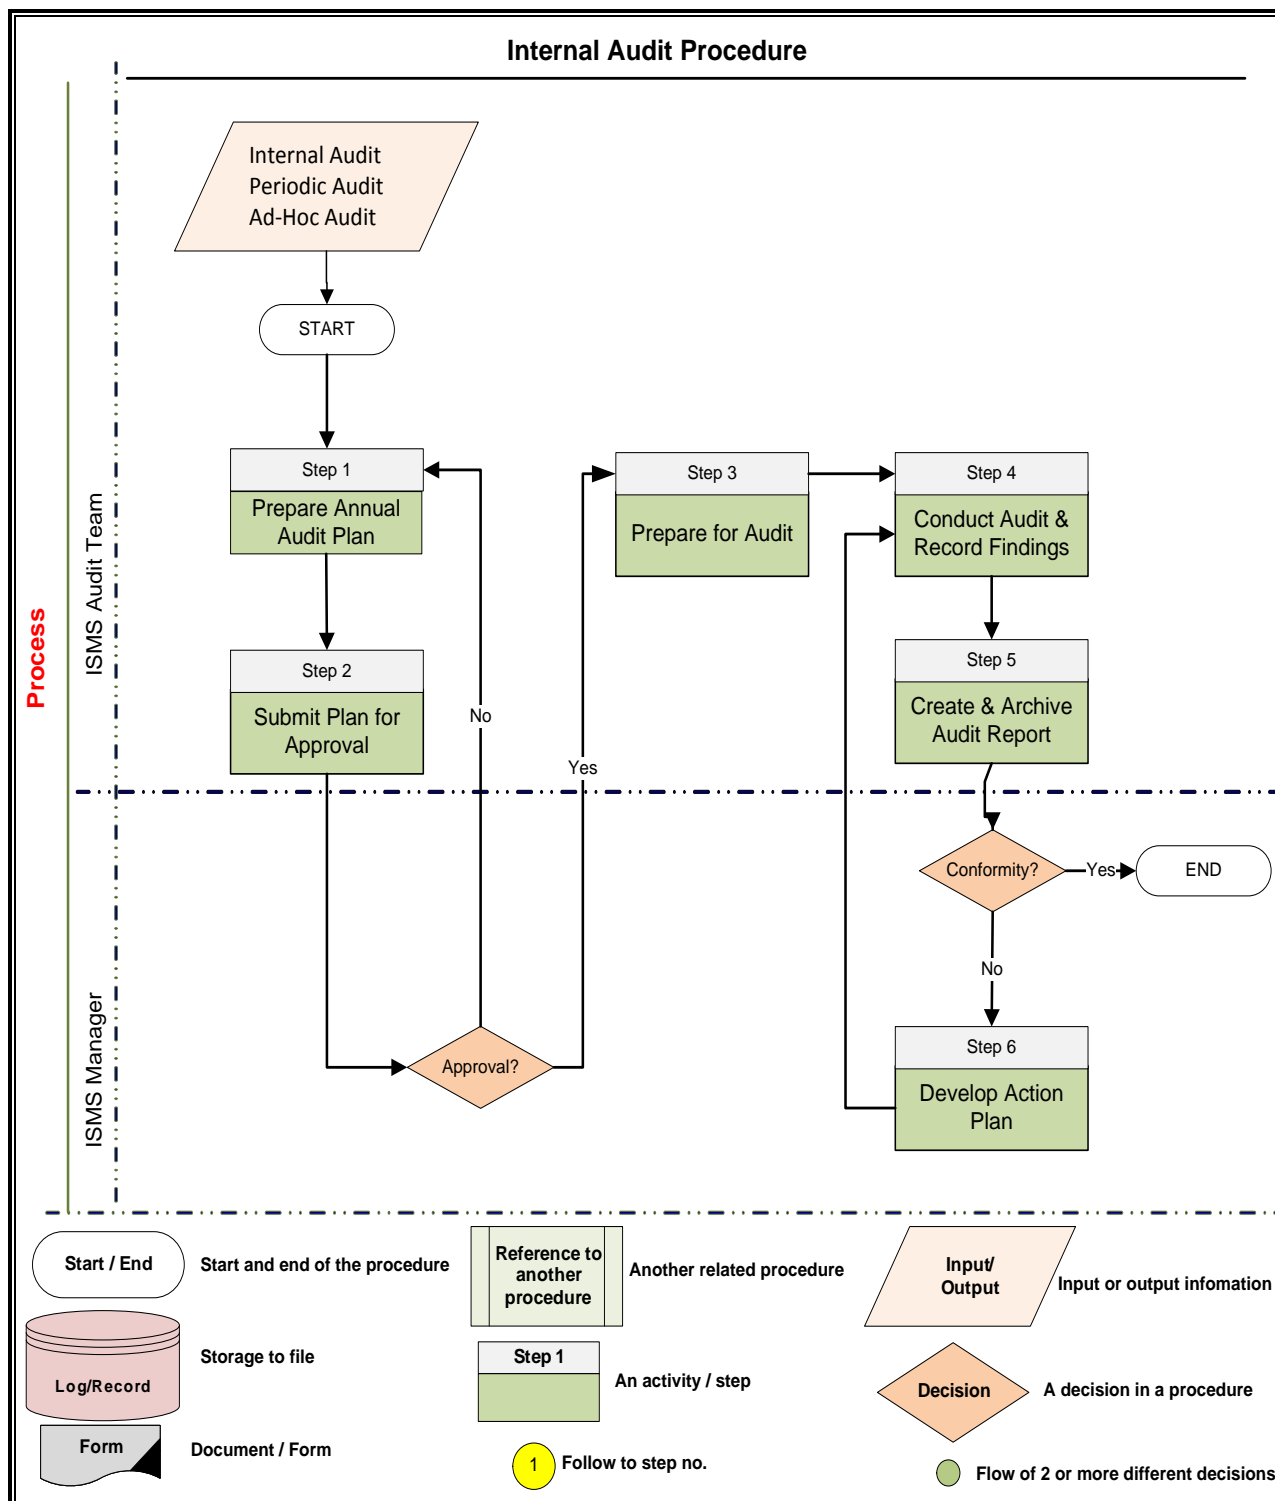 Internal Audit Procedure
Process
ISMS Audit Team
ISMS Manager
Internal Audit
Periodic Audit
Ad-Hoc Audit
START
Step 1
Prepare Annual
Audit Plan
Step 2
Submit Plan for
Approval
No
Yes
Approval?
Step 3
Prepare for Audit
Step 4
Conduct Audit &
Record Findings
Step 5
Create & Archive
Audit Report
Conformity?
Yes
END
No
Step 6
Develop Action
Plan
Start / End
Start and end of the procedure
Reference to
another
procedure
Another related procedure
Input/
Output
Input or output infomation
Log/Record
Storage to file
Step 1
An activity / step
Decision
A decision in a procedure
Form
Document / Form
1
Follow to step no.
Flow of 2 or more different decisions